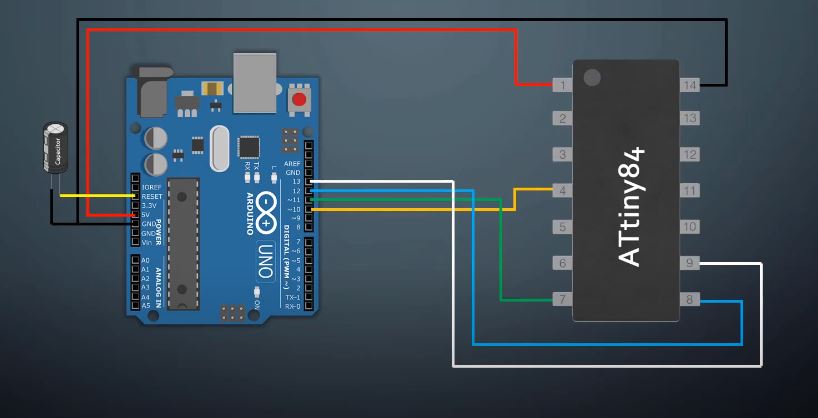 Capacitor
IOREF
RESET
3.3V
5V
GND
GND
Vin
POWER
A0
A1
A2
A3
A4
A5
ANALOG IN
RX
TX
L
ARDUINO
UNO
ON
AREF
GND
13
12
~11
~10
~9
8
7
~6
~5
4
~3
2
TX-1
RX-0
DIGITAL (PWM ~)
ATtiny84
1
2
3
4
5
6
7
14
13
12
11
10
9
8